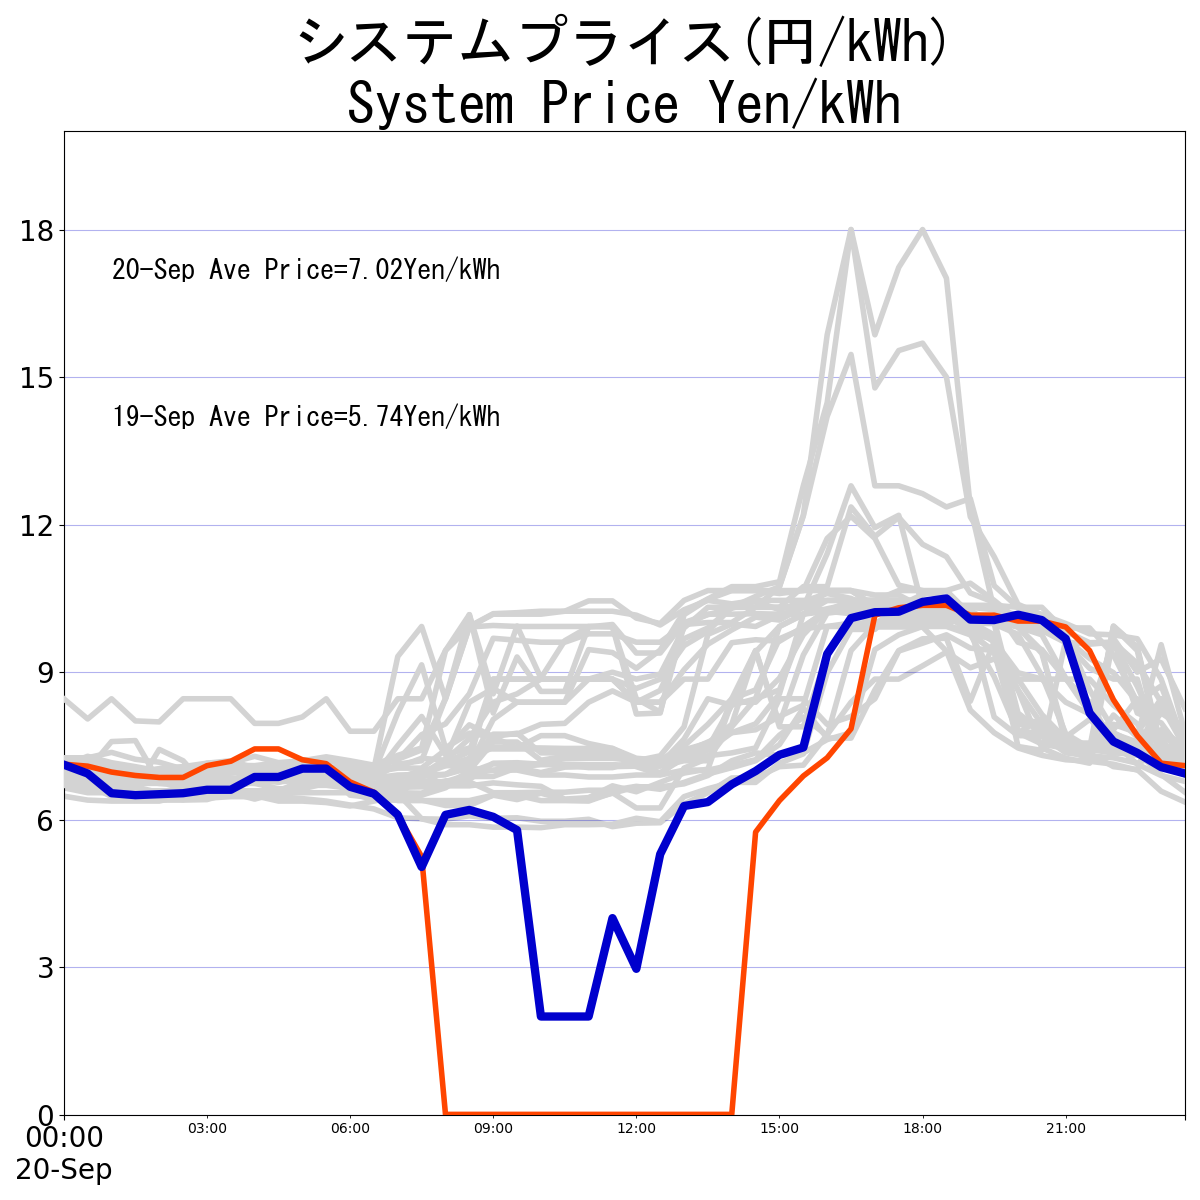 システムプライス(円/kWh)
System Price Yen/kWh
18
20-Sep Ave Price=7.02Yen/kWh
15
19-Sep Ave Price=5.74Yen/kWh
12
9
6
3
0
00:00 03:00 06:00 09:00 12:00 15:00 18:00 21:00
20-Sep